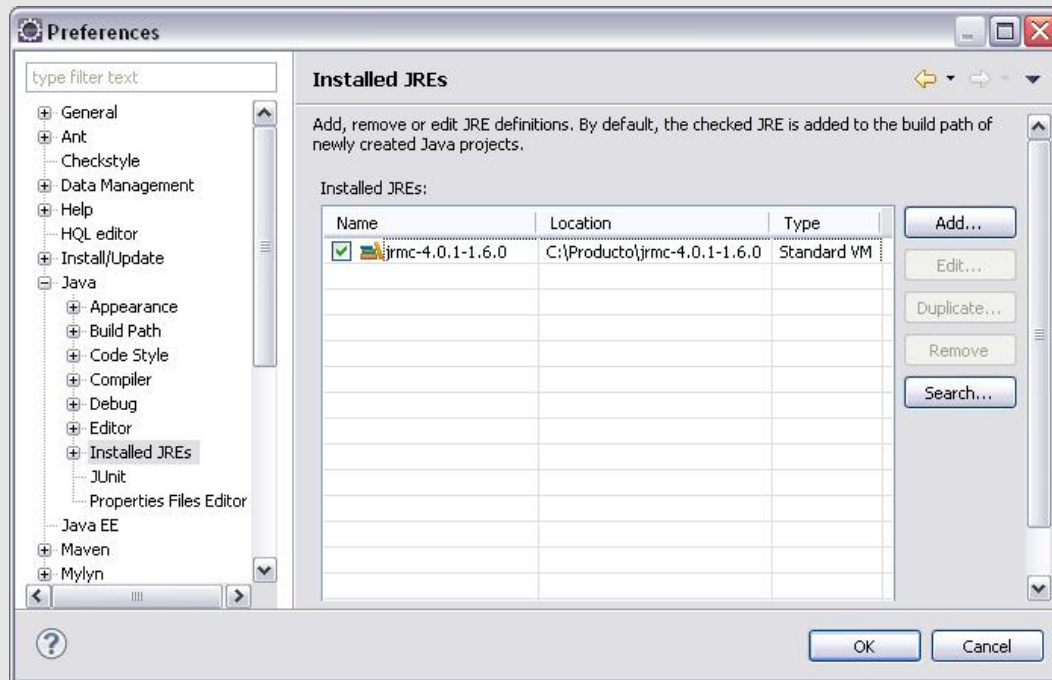 Preferences
type filter text
General
Ant
Checkstyle
Data Management
Help
HQL editor
Install/Update
Java
Appearance
Build Path
Code Style
Compiler
Debug
Editor
Installed JREs
JUnit
Properties Files Editor
Java EE
Maven
Mylyn
Installed JREs
Add, remove or edit JRE definitions. By default, the checked JRE is added to the build path of
newly created Java projects.
Installed JREs:
Name Location Type
jrmc-4.0.1-1.6.0 C:\Producto\jrmc-4.0.1-1.6.0 Standard VM
Add...
Edit...
Duplicate...
Remove
Search...
OK Cancel